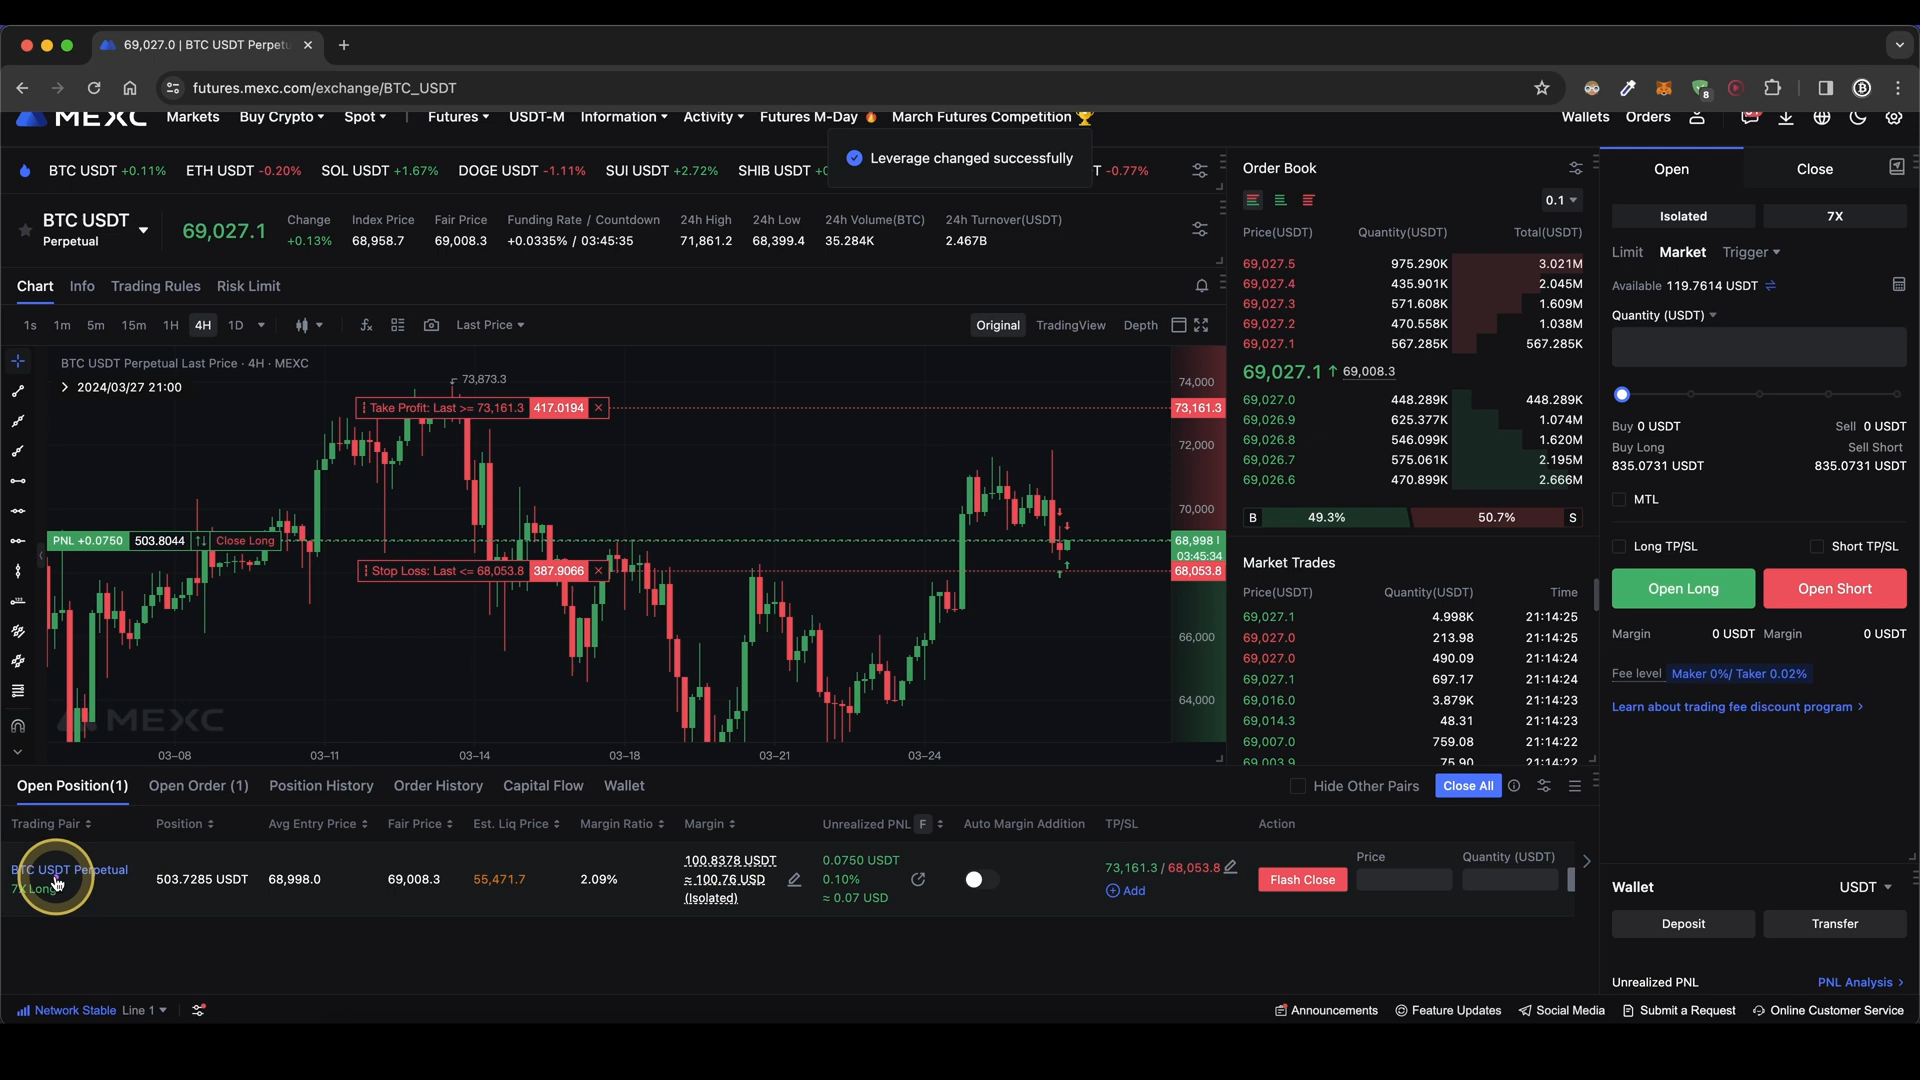 69,027.0 | BTC USDT Perpetu
futures.mexc.com/exchange/BTC_USDT
8
MEXC
Markets
Buy Crypto
Spot
Futures
USDT-M
Information
Activity
Futures M-Day
March Futures Competition
Wallets
Orders
Leverage changed successfully
BTC USDT +0.11%
ETH USDT -0.20%
SOL USDT +1.67%
DOGE USDT -1.11%
SUI USDT +2.72%
SHIB USDT +0
T -0.77%
BTC USDT
Perpetual
69,027.1
Change
+0.13%
Index Price
68,958.7
Fair Price
69,008.3
Funding Rate / Countdown
+0.0335% / 03:45:35
24h High
71,861.2
24h Low
68,399.4
24h Volume(BTC)
35.284K
24h Turnover(USDT)
2.467B
Chart
Info
Trading Rules
Risk Limit
1s 1m 5m 15m 1H 4H 1D
Last Price
Original
TradingView
Depth
BTC USDT Perpetual Last Price · 4H · MEXC
2024/03/27 21:00
73,873.3
Take Profit: Last >= 73,161.3 417.0194
PNL +0.0750 503.8044 Close Long
Stop Loss: Last <= 68,053.8 387.9066
MEXC
74,000
73,161.3
72,000
70,000
68,998
03:45:34
68,053.8
66,000
64,000
03-08
03-11
03-14
03-18
03-21
03-24
Order Book
0.1
Price(USDT) Quantity(USDT) Total(USDT)
69,027.5 975.290K 3.021M
69,027.4 435.901K 2.045M
69,027.3 571.608K 1.609M
69,027.2 470.558K 1.038M
69,027.1 567.285K 567.285K
69,027.1 ↑ 69,008.3
69,027.0 448.289K 448.289K
69,026.9 625.377K 1.074M
69,026.8 546.099K 1.620M
69,026.7 575.061K 2.195M
69,026.6 470.899K 2.666M
B 49.3% 50.7% S
Market Trades
Price(USDT) Quantity(USDT) Time
69,027.1 4.998K 21:14:25
69,027.0 213.98 21:14:25
69,027.0 490.09 21:14:24
69,027.1 697.17 21:14:24
69,016.0 3.879K 21:14:23
69,014.3 48.31 21:14:23
69,007.0 759.08 21:14:22
69,003.9 75.90 21:14:22
Open
Close
Isolated
7X
Limit
Market
Trigger
Available 119.7614 USDT
Quantity (USDT)
Buy 0 USDT
Sell 0 USDT
Buy Long
Sell Short
835.0731 USDT
835.0731 USDT
MTL
Long TP/SL
Short TP/SL
Open Long
Open Short
Margin 0 USDT
Margin 0 USDT
Fee level Maker 0%/ Taker 0.02%
Learn about trading fee discount program
Wallet
USDT
Deposit
Transfer
Unrealized PNL
PNL Analysis
Open Position(1)
Open Order (1)
Position History
Order History
Capital Flow
Wallet
Hide Other Pairs
Close All
Trading Pair
Position
Avg Entry Price
Fair Price
Est. Liq Price
Margin Ratio
Margin
Unrealized PNL F
Auto Margin Addition
TP/SL
Action
BTC USDT Perpetual
7X Long
503.7285 USDT
68,998.0
69,008.3
55,471.7
2.09%
100.8378 USDT
≈ 100.76 USD
(Isolated)
0.0750 USDT
0.10%
≈ 0.07 USD
73,161.3 / 68,053.8
Add
Flash Close
Price
Quantity (USDT)
Network Stable
Line 1
Announcements
Feature Updates
Social Media
Submit a Request
Online Customer Service